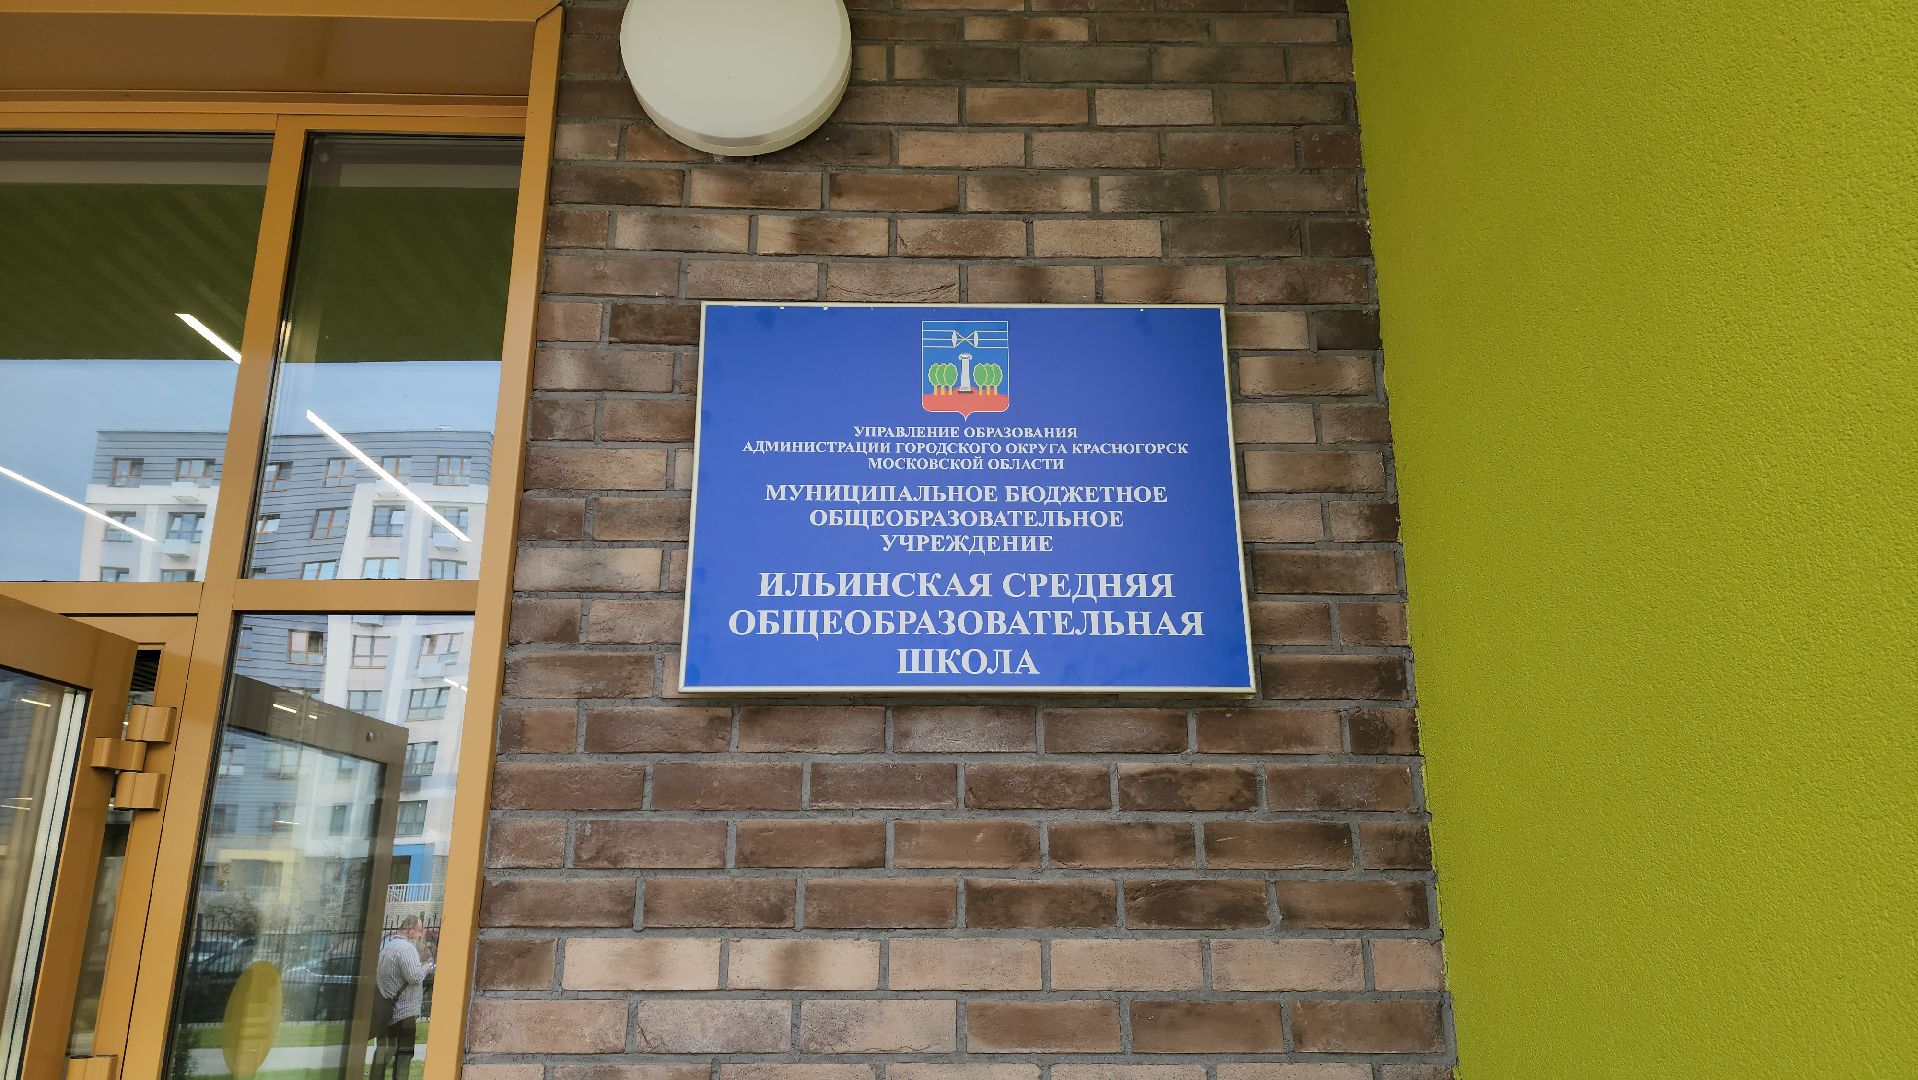 УПРАВЛЕНИЕ ОБРАЗОВАНИЯ
АДМИНИСТРАЦИИ ГОРОДСКОГО ОКРУГА КРАСНОГОРСК
МОСКОВСКОЙ ОБЛАСТИ
МУНИЦИПАЛЬНОЕ БЮДЖЕТНОЕ
ОБЩЕОБРАЗОВАТЕЛЬНОЕ
УЧРЕЖДЕНИЕ
ИЛЬИНСКАЯ СРЕДНЯЯ
ОБЩЕОБРАЗОВАТЕЛЬНАЯ
ШКОЛА